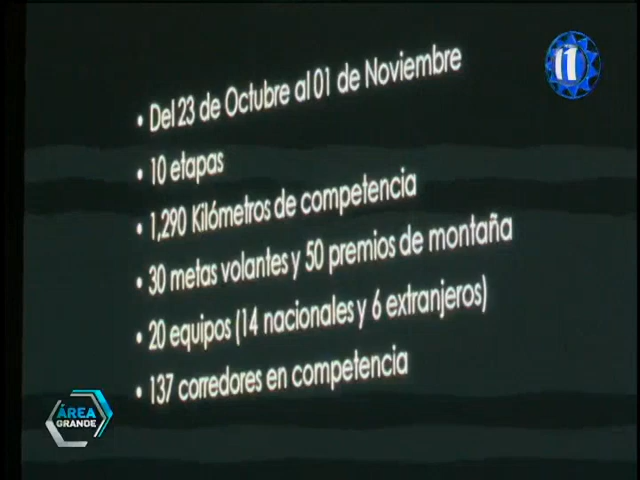 11
• Del 23 de Octubre al 01 de Noviembre
• 10 etapas
• 1,290 Kilómetros de competencia
• 30 metas volantes y 50 premios de montaña
• 20 equipos (14 nacionales y 6 extranjeros)
• 137 corredores en competencia
ÁREA
GRANDE